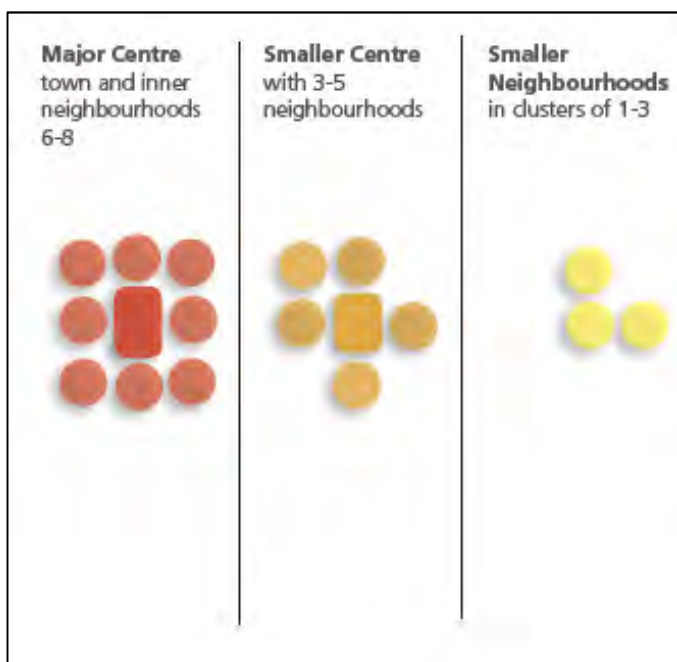 Major Centre
town and inner
neighbourhoods
6-8
Smaller Centre
with 3-5
neighbourhoods
Smaller
Neighbourhoods
in clusters of 1-3